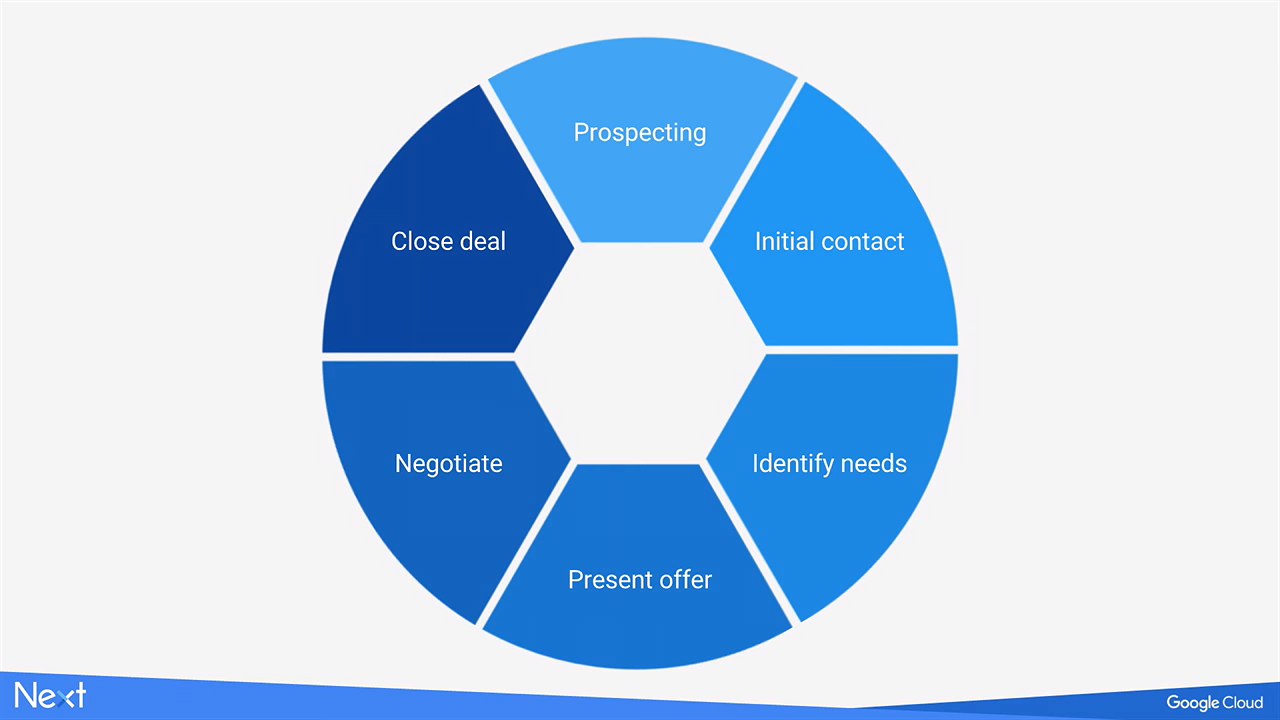 Prospecting
Initial contact
Identify needs
Present offer
Negotiate
Close deal
Next
Google Cloud